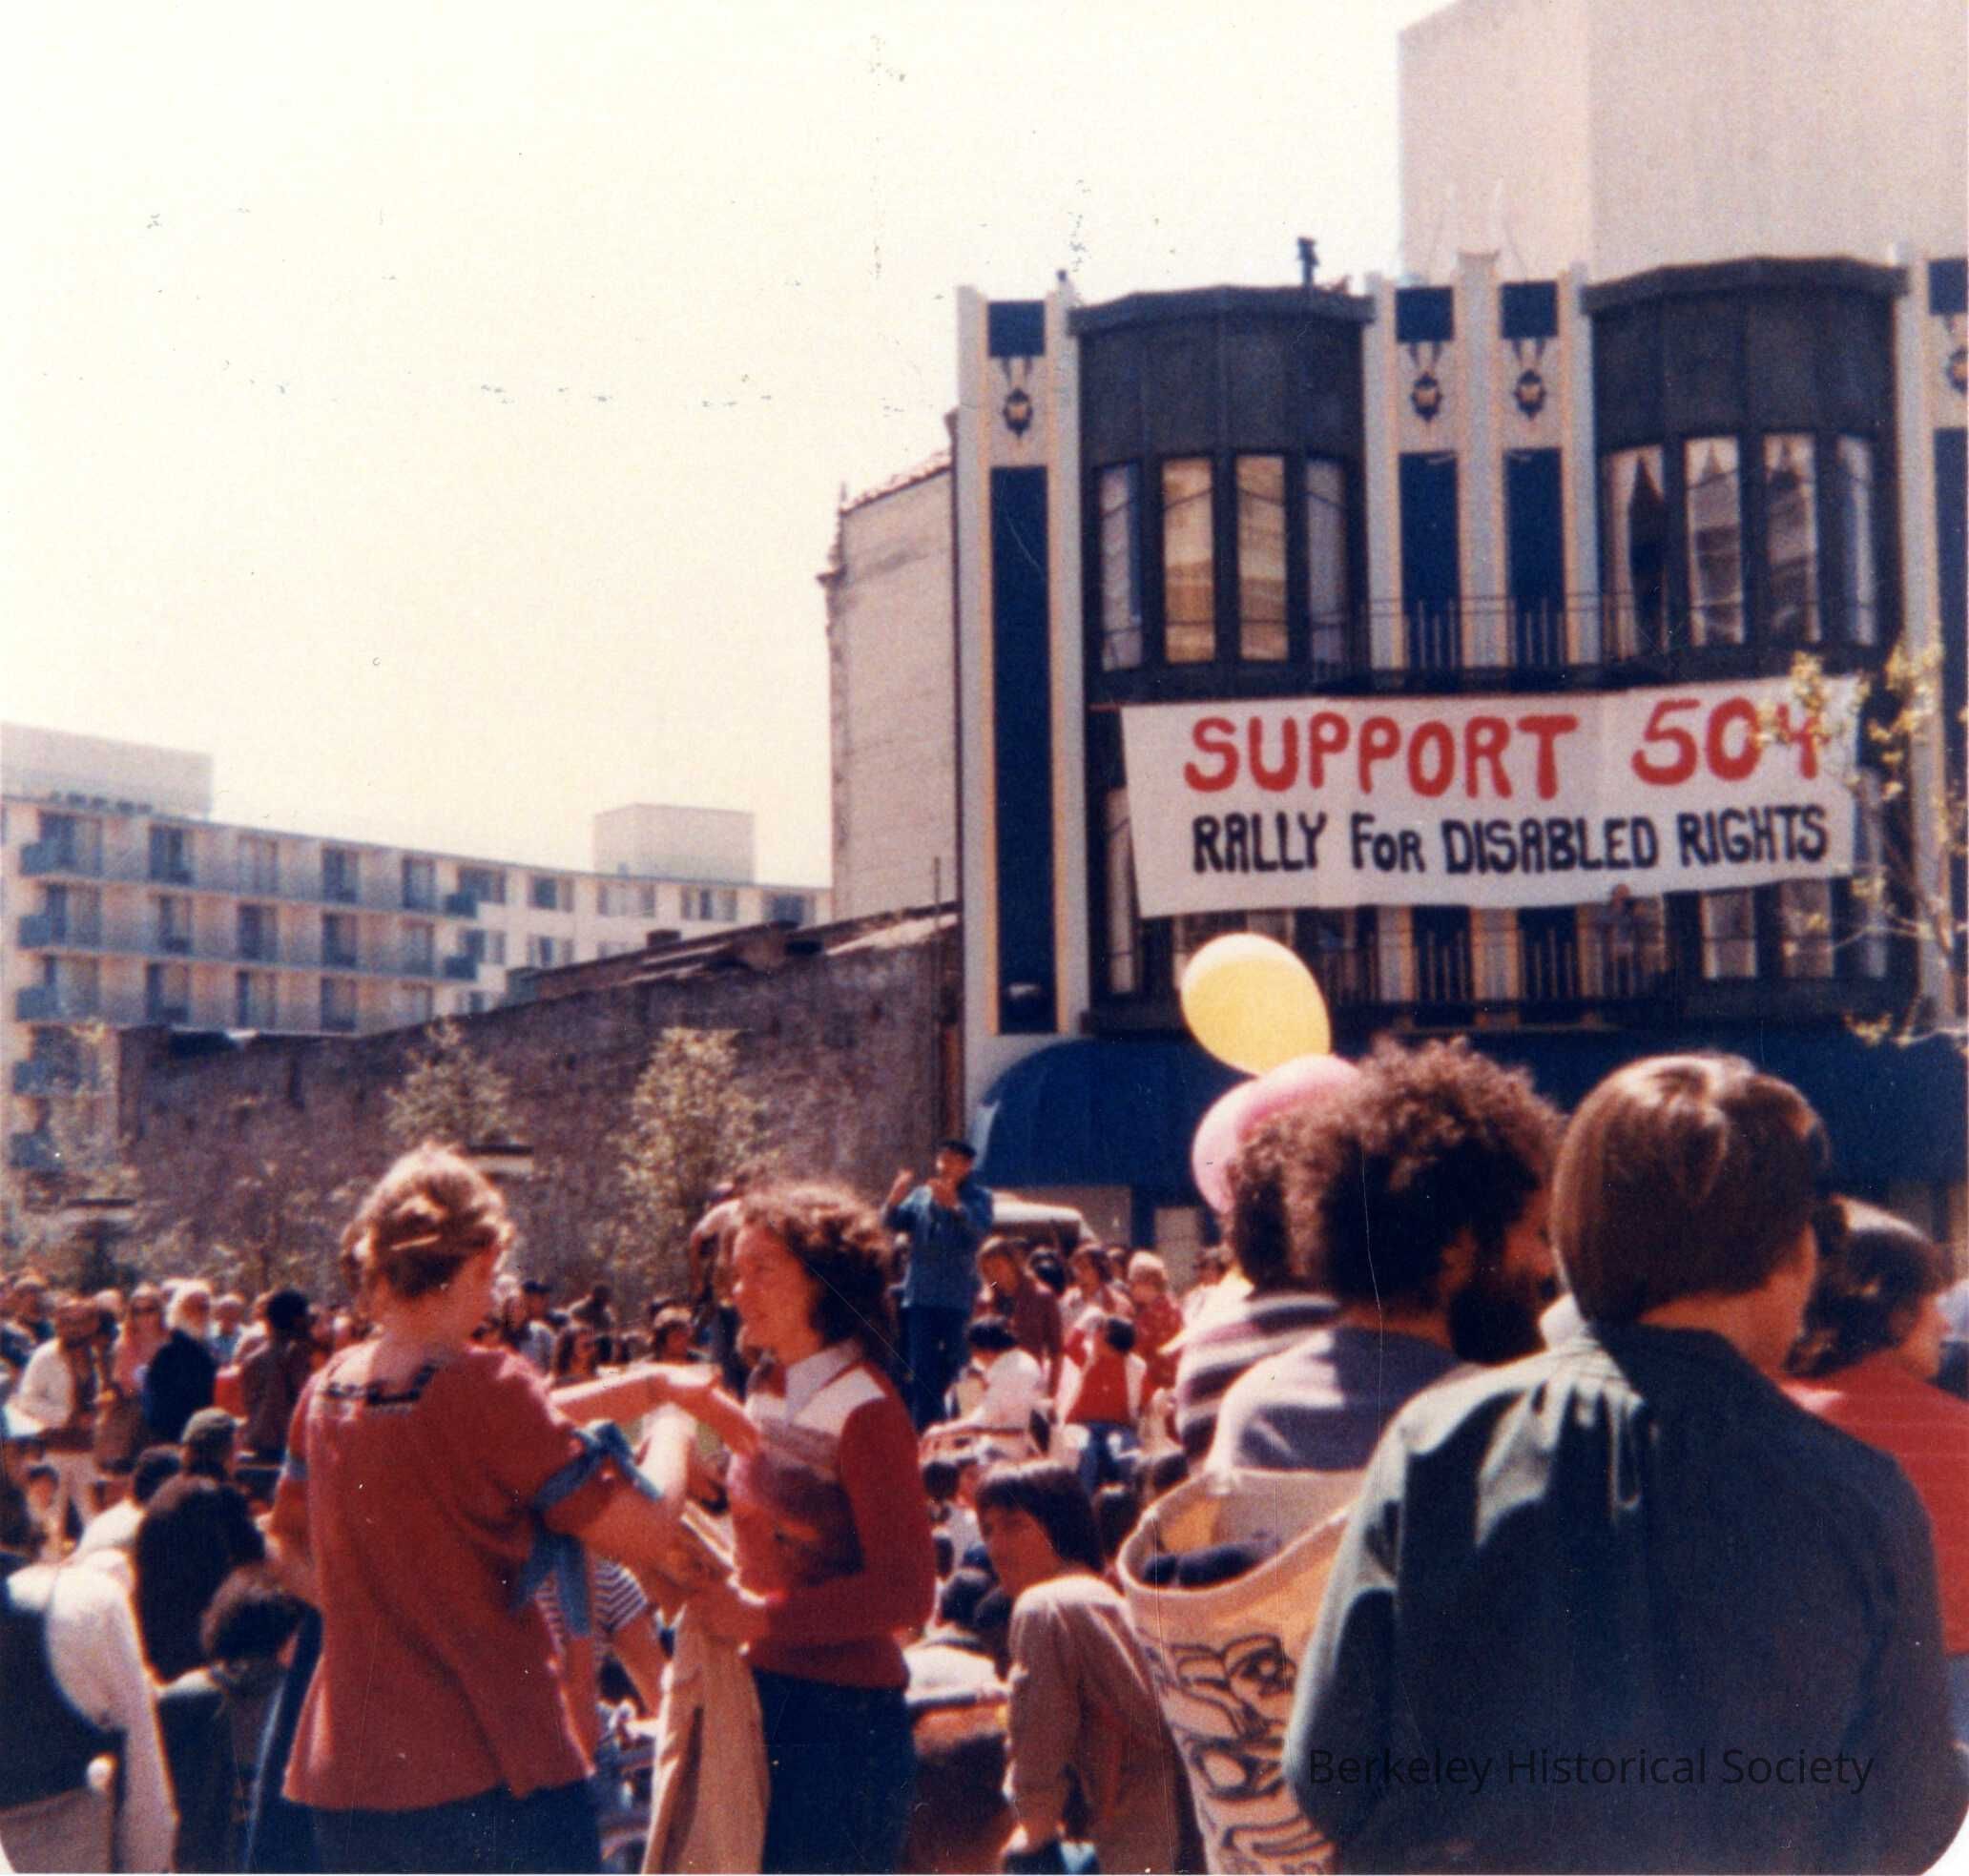 SUPPORT 504
RALLY FOR DISABLED RIGHTS
Berkeley Historical Society